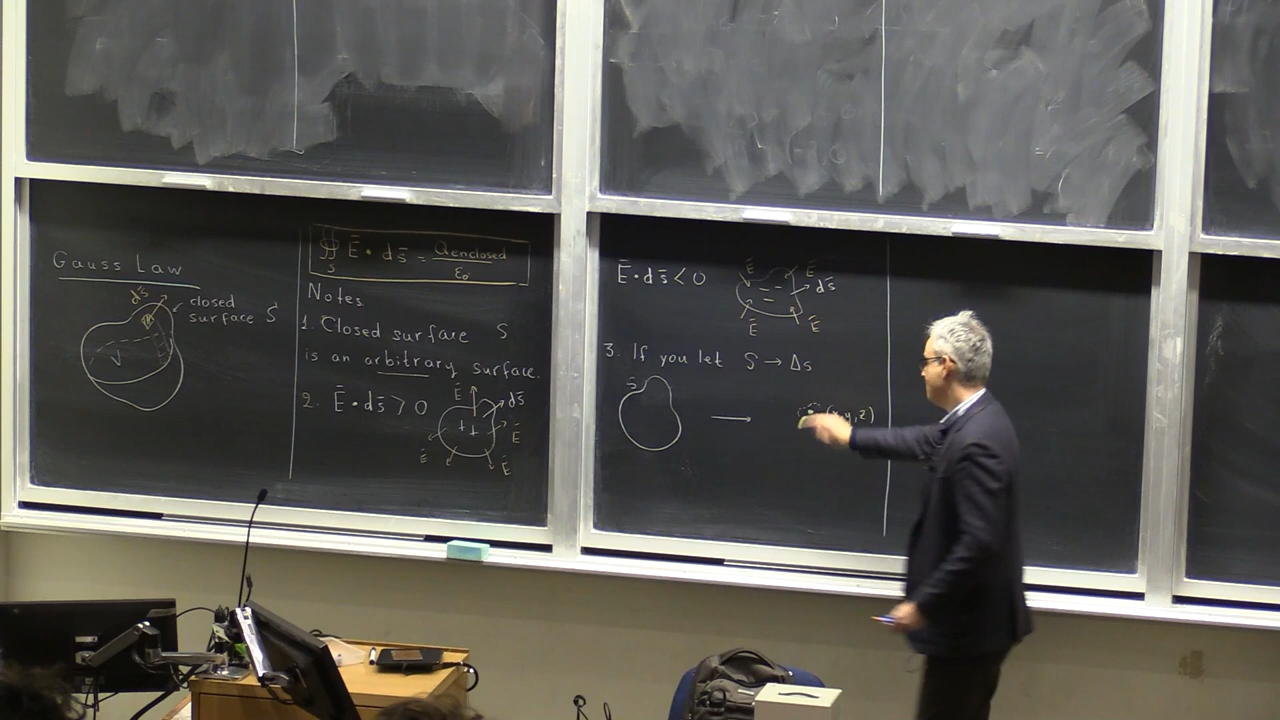 Gauss Law
ds̄
closed
surface S
V
∯ Ē · ds̄ = Qenclosed / ε₀
S
Notes
1. Closed surface S
is an arbitrary surface.
2. Ē · ds̄ > 0
Ē
ds̄
+ +
Ē
Ē
Ē
Ē · ds̄ < 0
Ē
Ē
ds̄
Ē
Ē
3. If you let S → Δs
S
(x,y,z)